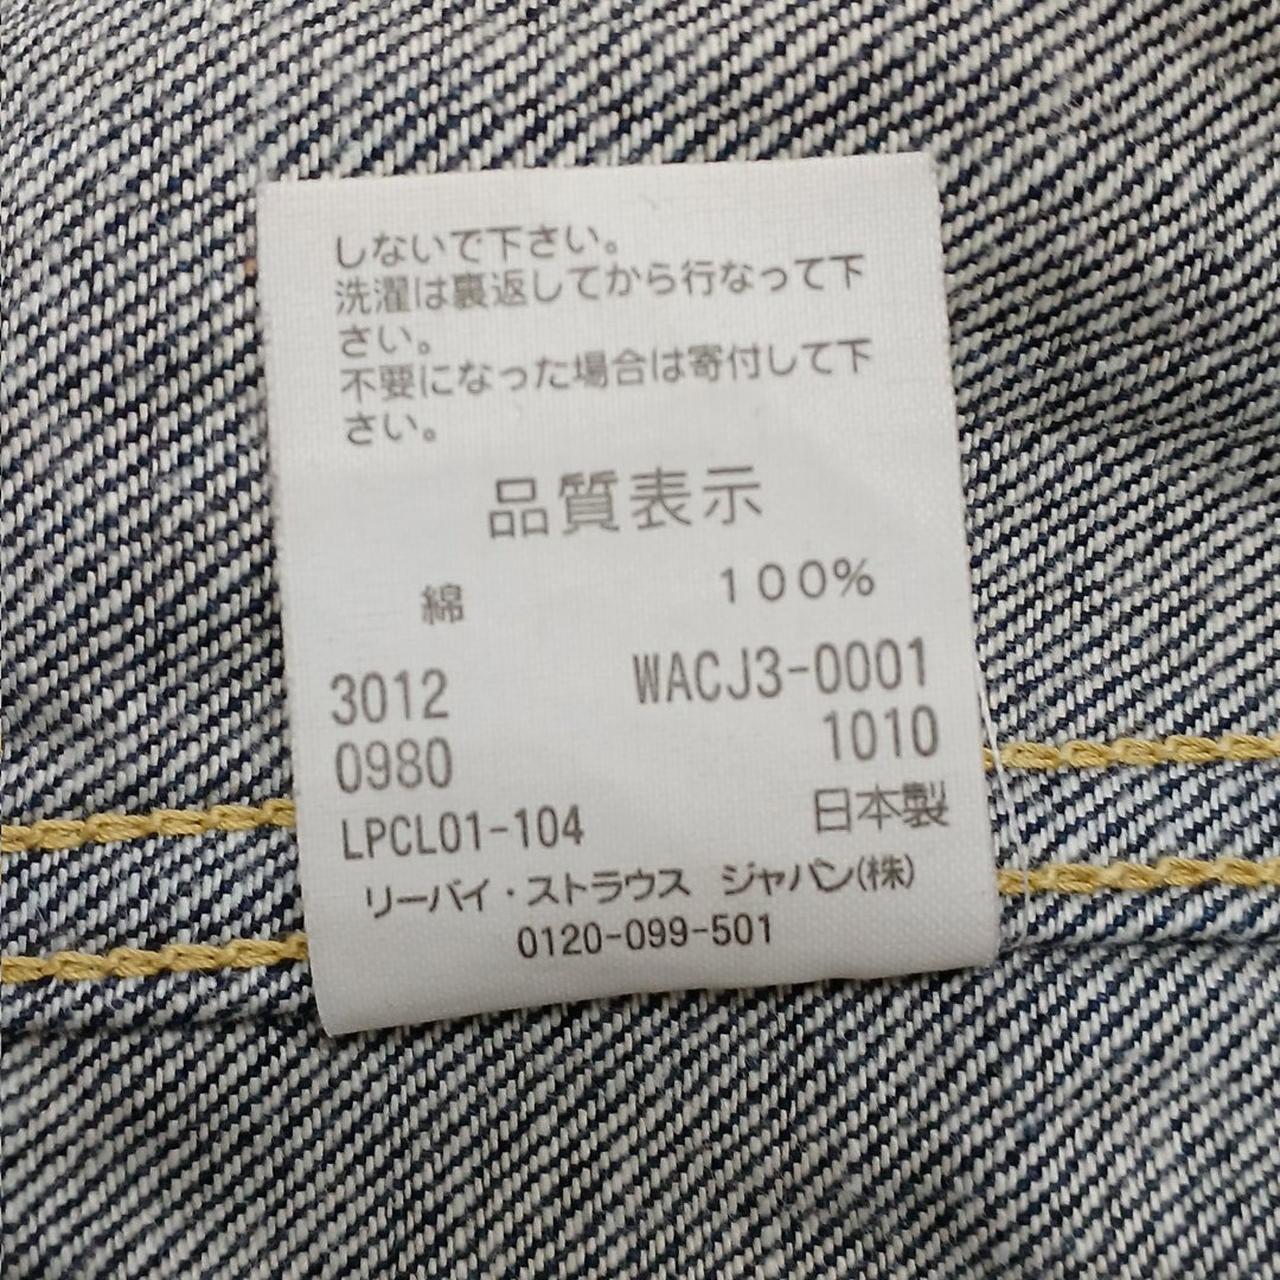 しないで下さい。
洗濯は裏返してから行なって下
さい。
不要になった場合は寄付して下
さい。
品質表示
綿 100%
3012 WACJ3-0001
0980 1010
LPCL01-104 日本製
リーバイ・ストラウス ジャパン(株)
0120-099-501